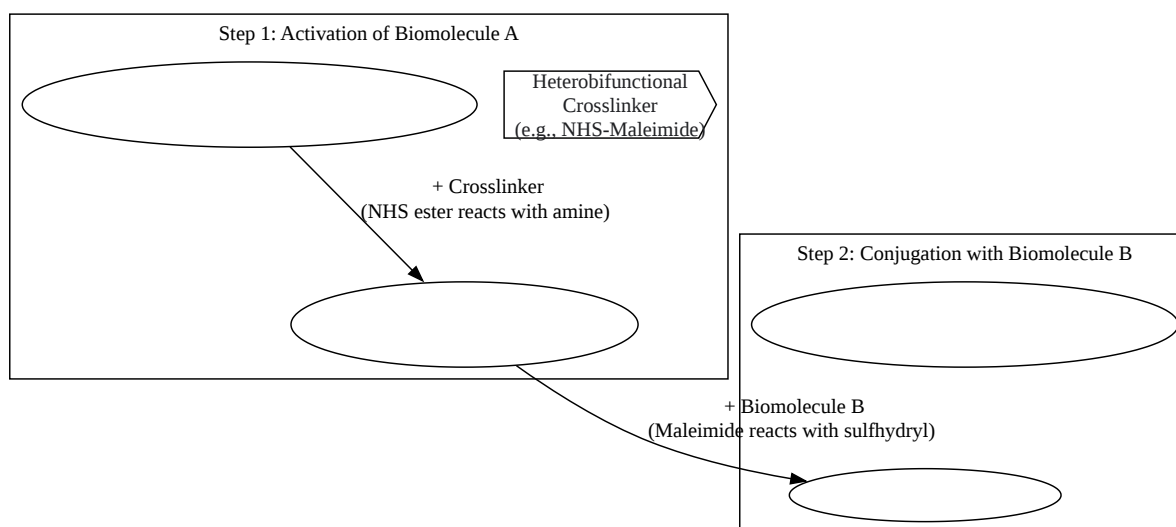 Step 1: Activation of Biomolecule A
Heterobifunctional
Crosslinker
(e.g., NHS-Maleimide)
+ Crosslinker
(NHS ester reacts with amine)
Step 2: Conjugation with Biomolecule B
+ Biomolecule B
(Maleimide reacts with sulfhydryl)